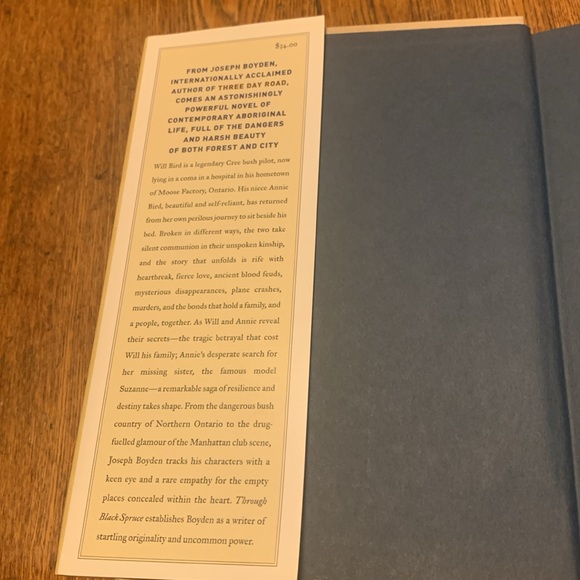 $34.00
FROM JOSEPH BOYDEN,
INTERNATIONALLY ACCLAIMED
AUTHOR OF THREE DAY ROAD,
COMES AN ASTONISHINGLY
POWERFUL NOVEL OF
CONTEMPORARY ABORIGINAL
LIFE, FULL OF THE DANGERS
AND HARSH BEAUTY
OF BOTH FOREST AND CITY
Will Bird is a legendary Cree bush pilot, now
lying in a coma in a hospital in his hometown
of Moose Factory, Ontario. His niece Annie
Bird, beautiful and self-reliant, has returned
from her own perilous journey to sit beside his
bed. Broken in different ways, the two take
silent communion in their unspoken kinship,
and the story that unfolds is rife with
heartbreak, fierce love, ancient blood feuds,
mysterious disappearances, plane crashes,
murders, and the bonds that hold a family, and
a people, together. As Will and Annie reveal
their secrets—the tragic betrayal that cost
Will his family; Annie's desperate search for
her missing sister, the famous model
Suzanne—a remarkable saga of resilience and
destiny takes shape. From the dangerous bush
country of Northern Ontario to the drug-
fuelled glamour of the Manhattan club scene,
Joseph Boyden tracks his characters with a
keen eye and a rare empathy for the empty
places concealed within the heart. Through
Black Spruce establishes Boyden as a writer of
startling originality and uncommon power.